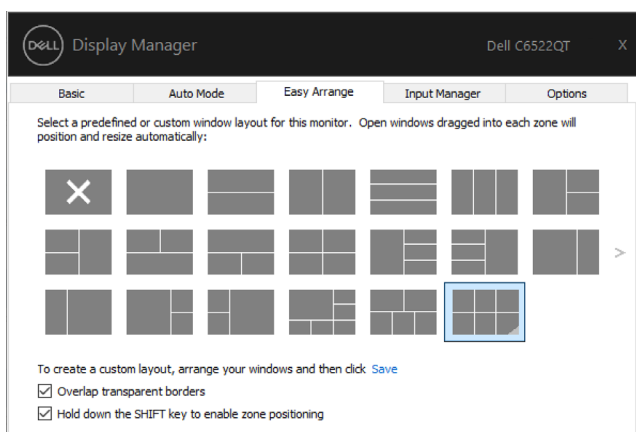 DELL Display Manager Dell C6522QT X
Basic Auto Mode Easy Arrange Input Manager Options
Select a predefined or custom window layout for this monitor. Open windows dragged into each zone will
position and resize automatically:
>
To create a custom layout, arrange your windows and then click Save
Overlap transparent borders
Hold down the SHIFT key to enable zone positioning